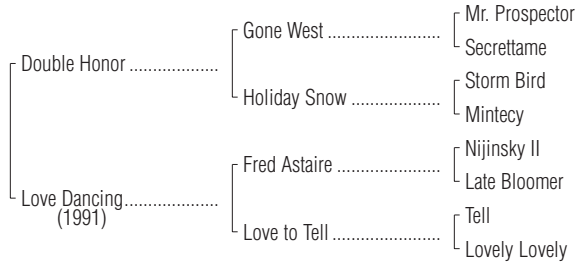 Mr. Prospector
Gone West ........................
Secrettame
Double Honor ...................
Storm Bird
Holiday Snow ...................
Mintecy
Nijinsky II
Fred Astaire ......................
Late Bloomer
Love Dancing....................
(1991)
Tell
Love to Tell .......................
Lovely Lovely